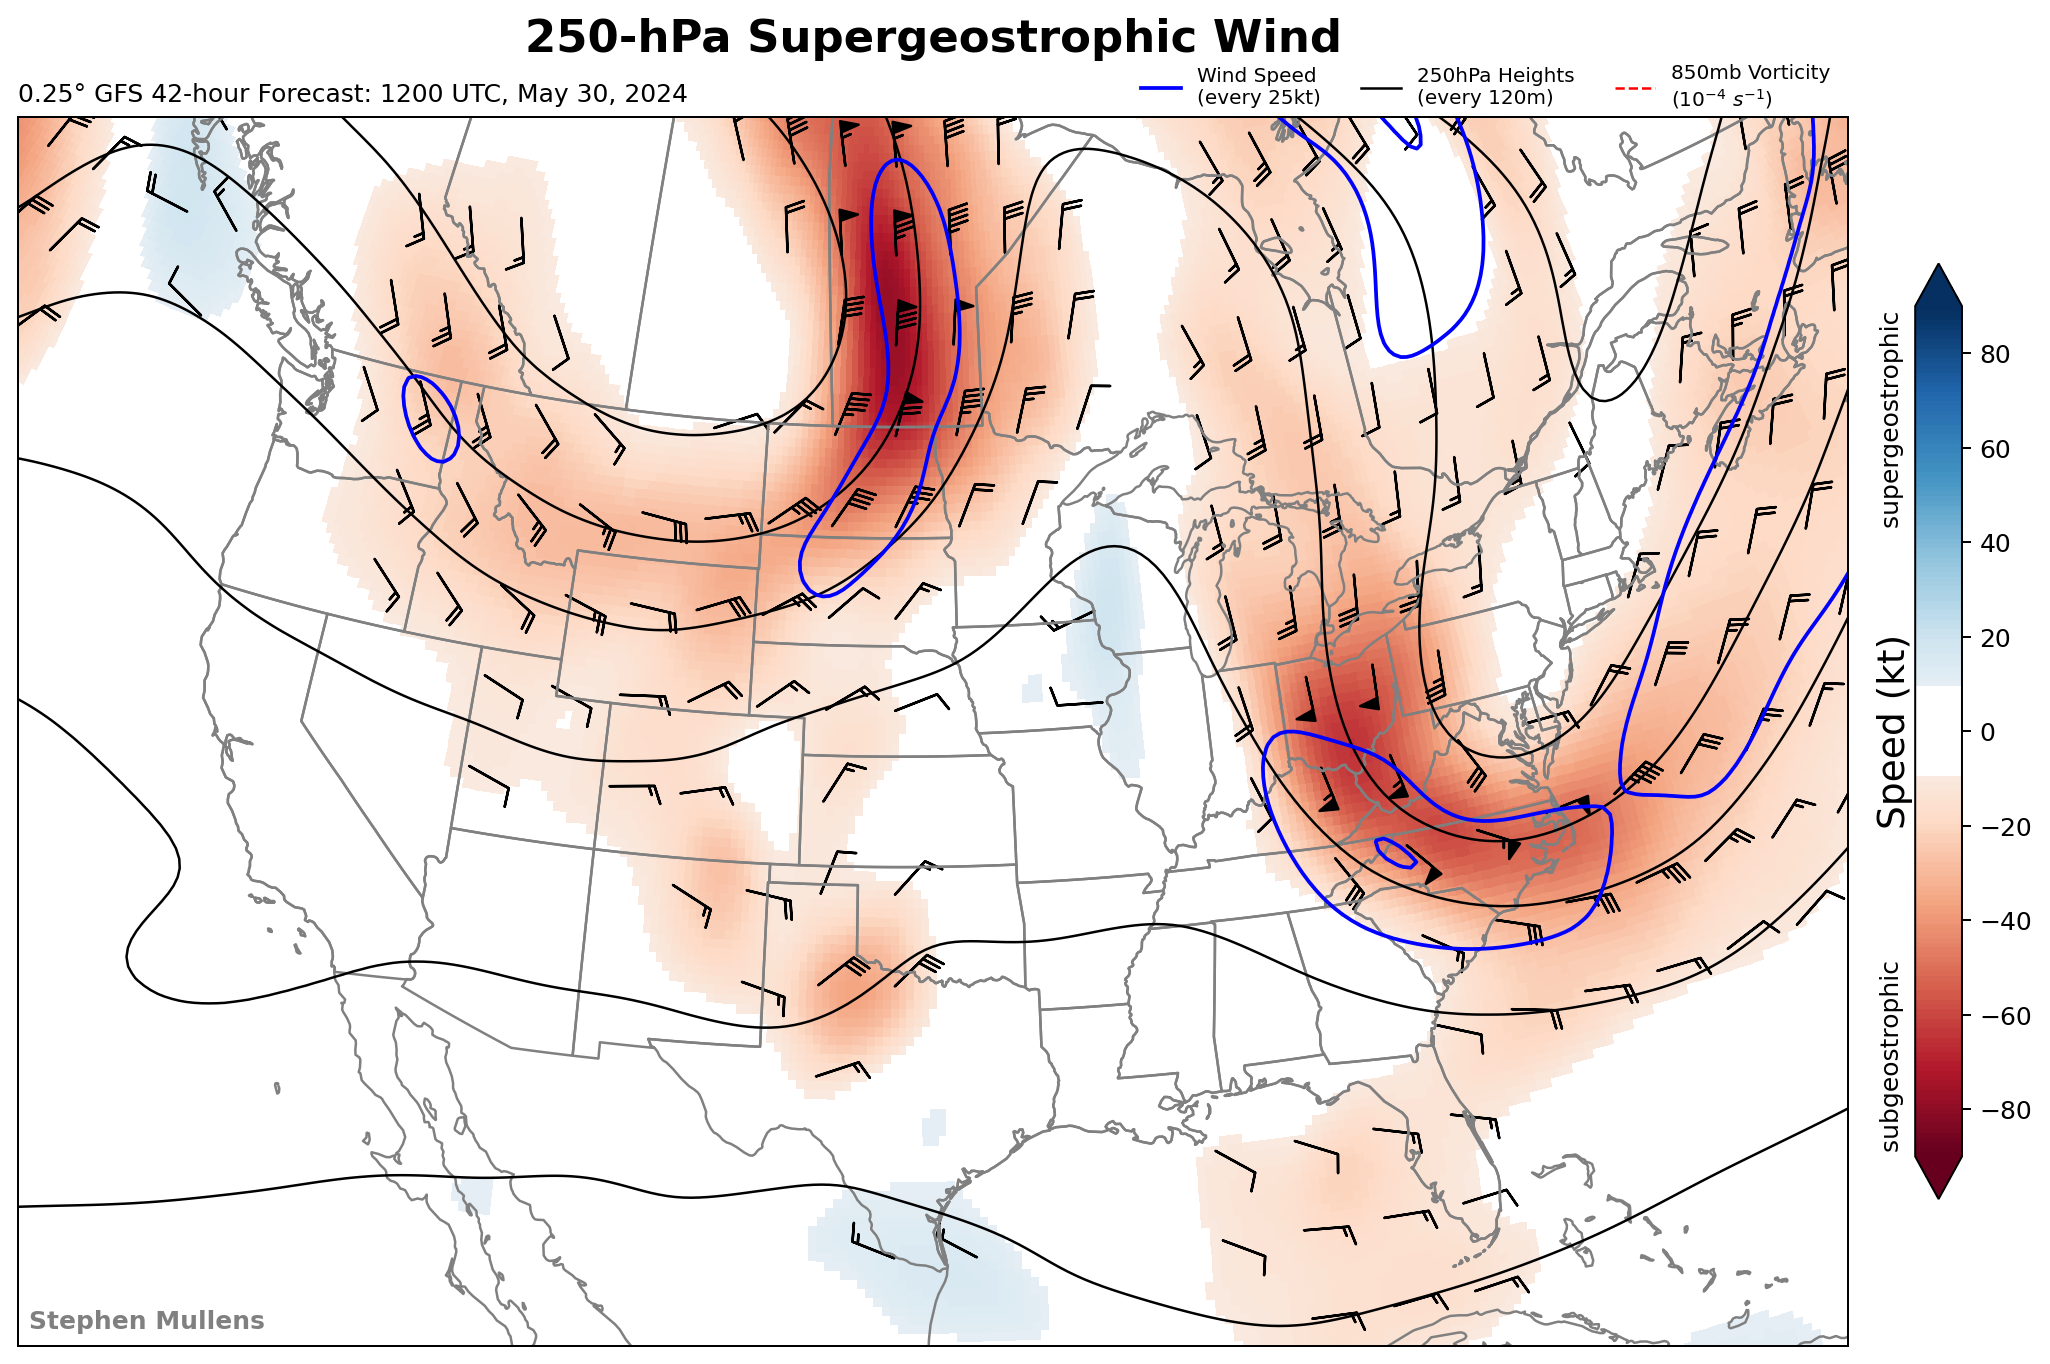 250-hPa Supergeostrophic Wind
0.25° GFS 42-hour Forecast: 1200 UTC, May 30, 2024
Wind Speed
(every 25kt)
250hPa Heights
(every 120m)
850mb Vorticity
(10⁻⁴ s⁻¹)
supergeostrophic
subgeostrophic
Speed (kt)
80
60
40
20
0
−20
−40
−60
−80
Stephen Mullens